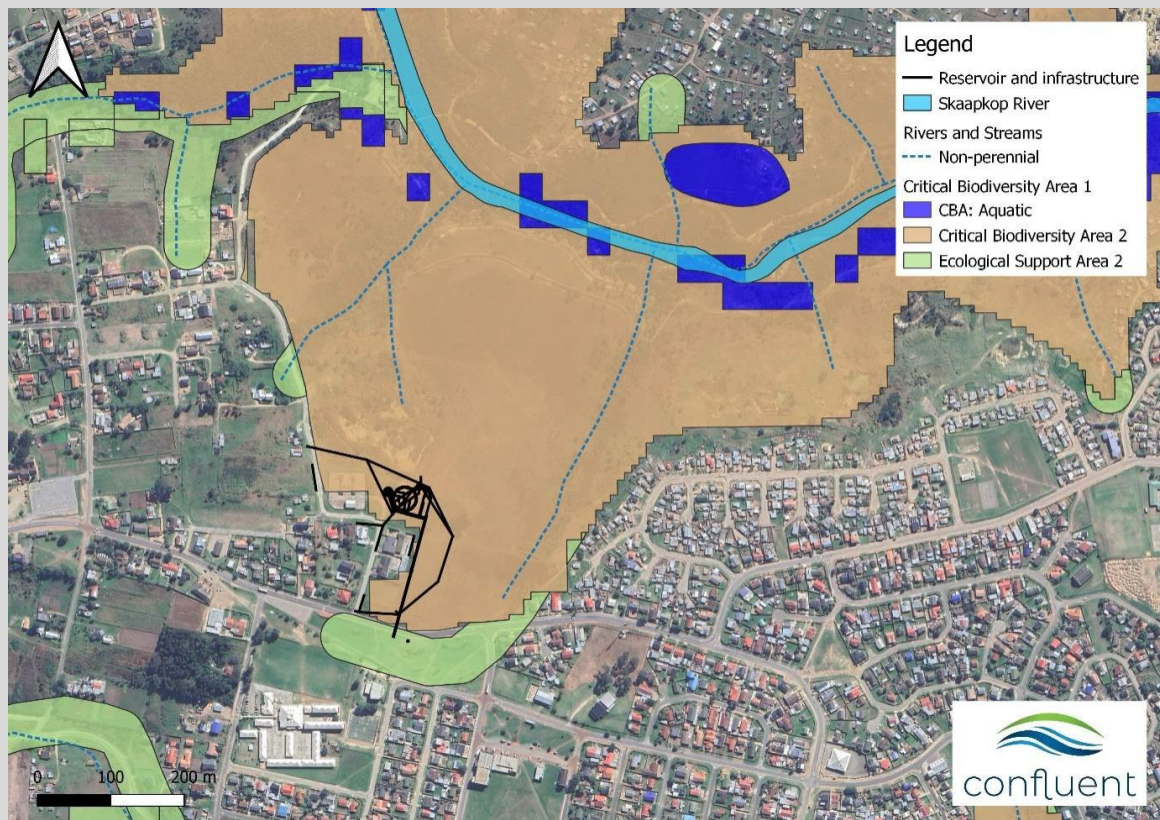 Legend
Reservoir and infrastructure
Skaapkop River
Rivers and Streams
Non-perennial
Critical Biodiversity Area 1
CBA: Aquatic
Critical Biodiversity Area 2
Ecological Support Area 2
0 100 200 m
confluent